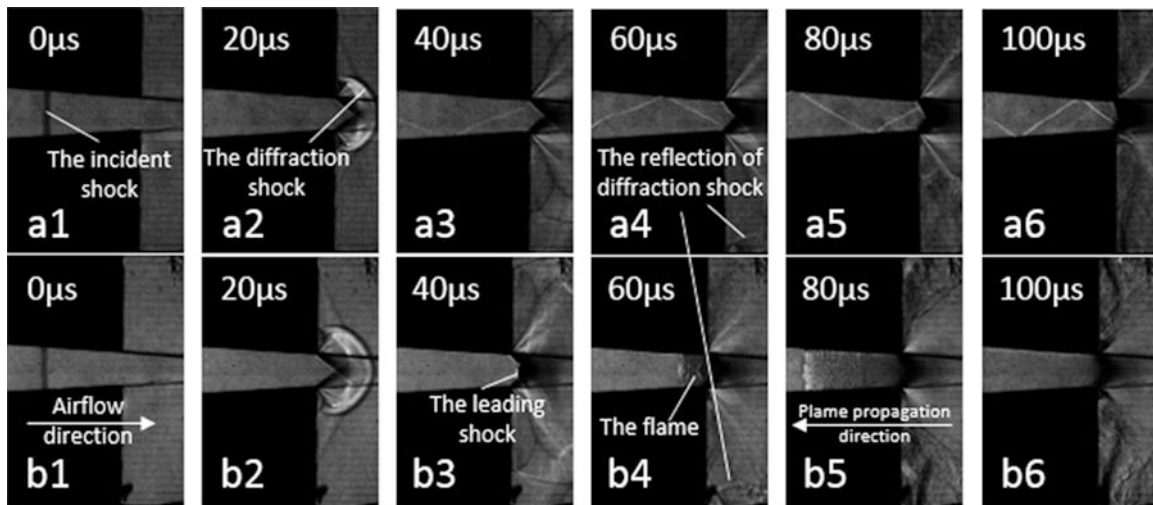 0µs
20µs
40µs
60µs
80µs
100µs
The incident
shock
The diffraction
shock
The reflection of
diffraction shock
a1
a2
a3
a4
a5
a6
0µs
20µs
40µs
60µs
80µs
100µs
Airflow
direction
The leading
shock
The flame
Plame propagation
direction
b1
b2
b3
b4
b5
b6